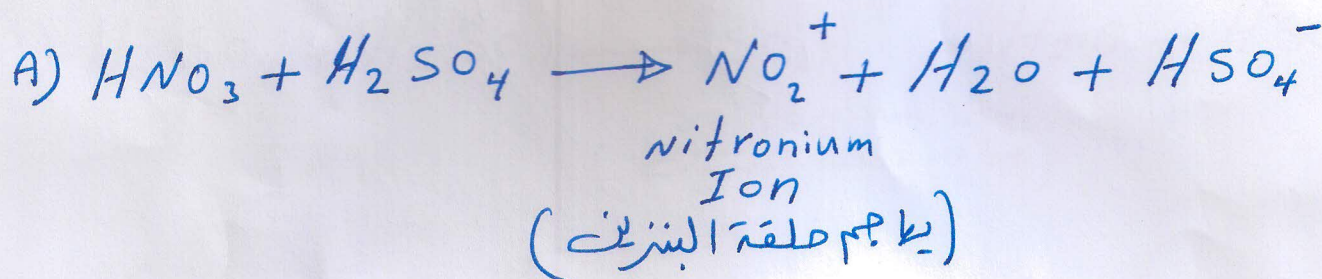 A) HNO₃ + H₂SO₄ → NO₂⁺ + H₂O + HSO₄⁻
Nitronium
Ion
(يهاجم حلقة البنزين)